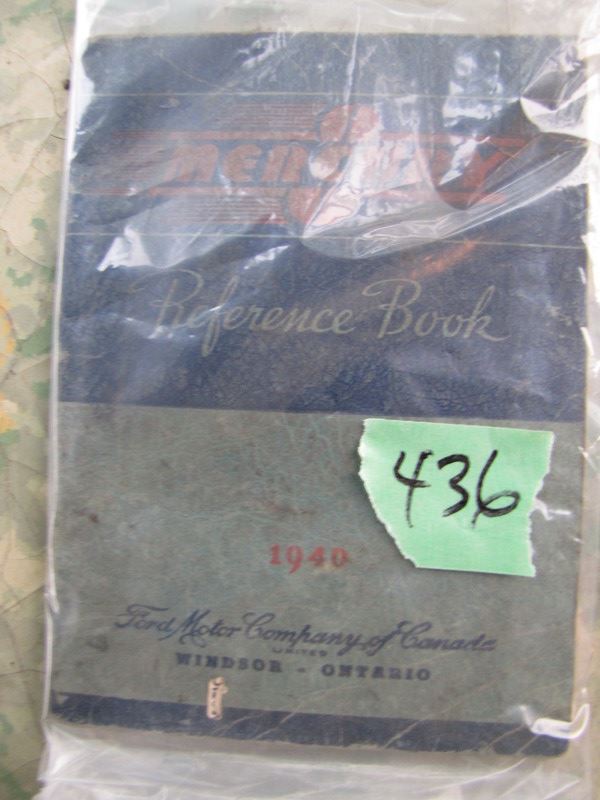 MERCURY
Reference Book
436
1940
Ford Motor Company of Canada
LIMITED
WINDSOR - ONTARIO